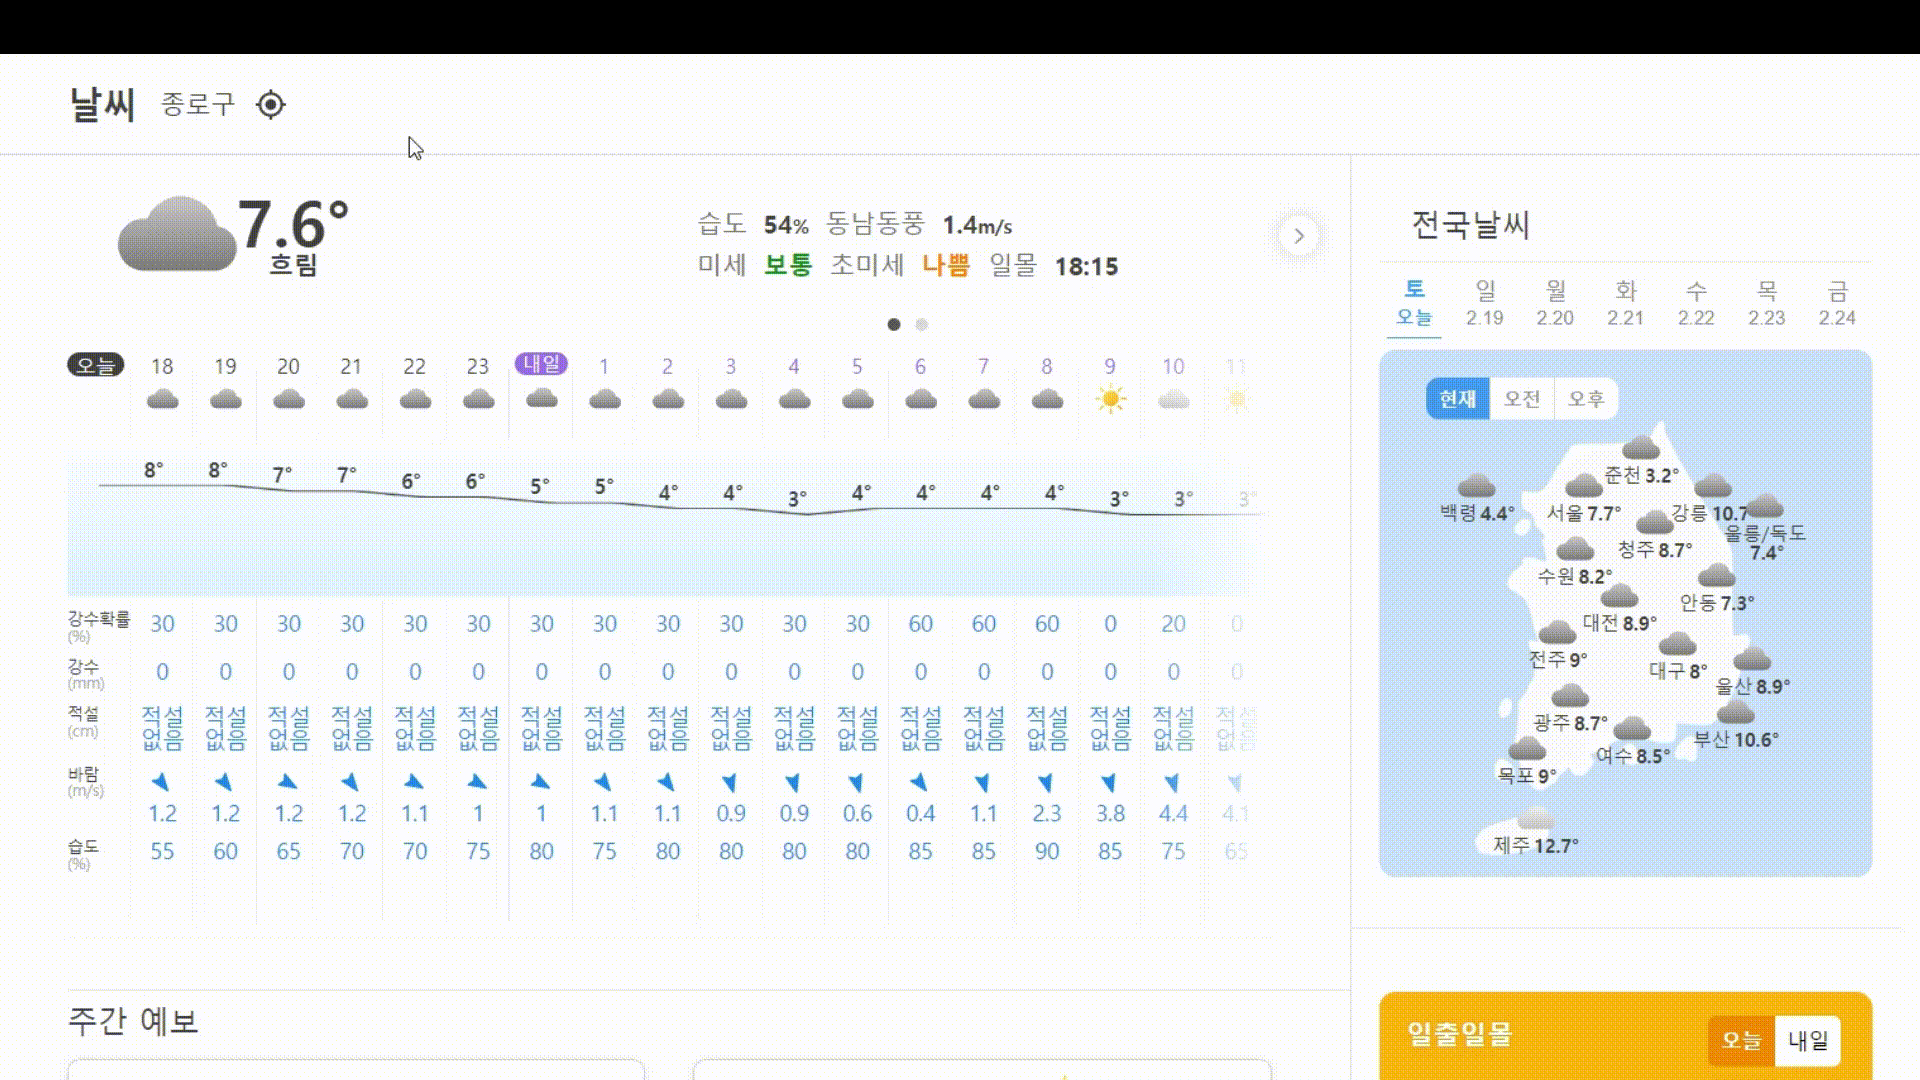 날씨 종로구
7.6°
흐림
습도 54% 동남동풍 1.4m/s
미세 보통 초미세 나쁨 일몰 18:15
오늘 18 19 20 21 22 23 내일 1 2 3 4 5 6 7 8 9 10 11
8° 8° 7° 7° 6° 6° 5° 5° 4° 4° 3° 4° 4° 4° 4° 3° 3° 3°
강수확률 (%) 30 30 30 30 30 30 30 30 30 30 30 30 60 60 60 0 20 0
강수 (mm) 0 0 0 0 0 0 0 0 0 0 0 0 0 0 0 0 0 0
적설 (cm) 적설없음 적설없음 적설없음 적설없음 적설없음 적설없음 적설없음 적설없음 적설없음 적설없음 적설없음 적설없음 적설없음 적설없음 적설없음 적설없음 적설없음 적설없음
바람 (m/s) 1.2 1.2 1.2 1.2 1.1 1 1 1.1 1.1 0.9 0.9 0.6 0.4 1.1 2.3 3.8 4.4 4.1
습도 (%) 55 60 65 70 70 75 80 75 80 80 80 80 85 85 90 85 75 65
주간 예보
전국날씨
토 일 월 화 수 목 금
오늘 2.19 2.20 2.21 2.22 2.23 2.24
현재 오전 오후
춘천 3.2°
백령 4.4°
서울 7.7°
강릉 10.7
울릉/독도
7.4°
청주 8.7°
수원 8.2°
안동 7.3°
대전 8.9°
전주 9°
대구 8°
울산 8.9°
광주 8.7°
부산 10.6°
여수 8.5°
목포 9°
제주 12.7°
일출일몰 오늘 내일